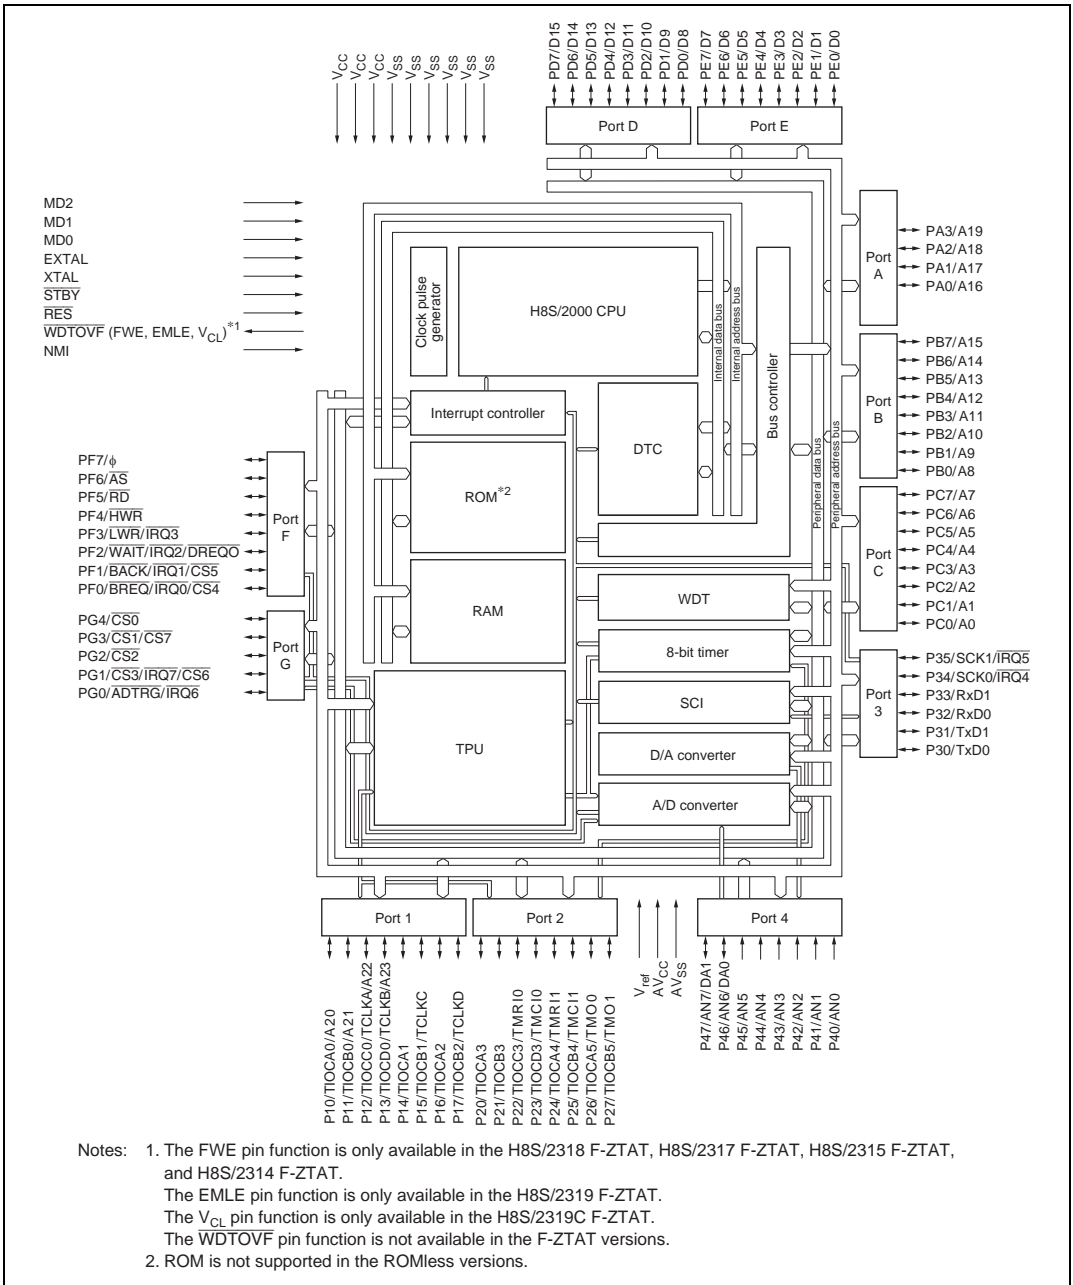 VCC
VCC
VCC
VSS
VSS
VSS
VSS
VSS
VSS
PD7/D15
PD6/D14
PD5/D13
PD4/D12
PD3/D11
PD2/D10
PD1/D9
PD0/D8
PE7/D7
PE6/D6
PE5/D5
PE4/D4
PE3/D3
PE2/D2
PE1/D1
PE0/D0
Port D
Port E
MD2
MD1
MD0
EXTAL
XTAL
STBY
RES
WDTOVF (FWE, EMLE, VCL)*1
NMI
Clock pulse generator
H8S/2000 CPU
Internal data bus
Internal address bus
Bus controller
Port A
PA3/A19
PA2/A18
PA1/A17
PA0/A16
Interrupt controller
DTC
Peripheral data bus
Peripheral address bus
Port B
PB7/A15
PB6/A14
PB5/A13
PB4/A12
PB3/A11
PB2/A10
PB1/A9
PB0/A8
PF7/ϕ
PF6/AS
PF5/RD
PF4/HWR
PF3/LWR/IRQ3
PF2/WAIT/IRQ2/DREQO
PF1/BACK/IRQ1/CS5
PF0/BREQ/IRQ0/CS4
Port F
ROM*2
Port C
PC7/A7
PC6/A6
PC5/A5
PC4/A4
PC3/A3
PC2/A2
PC1/A1
PC0/A0
PG4/CS0
PG3/CS1/CS7
PG2/CS2
PG1/CS3/IRQ7/CS6
PG0/ADTRG/IRQ6
Port G
RAM
WDT
8-bit timer
SCI
D/A converter
A/D converter
TPU
Port 3
P35/SCK1/IRQ5
P34/SCK0/IRQ4
P33/RxD1
P32/RxD0
P31/TxD1
P30/TxD0
Port 1
Port 2
Port 4
P10/TIOCA0/A20
P11/TIOCB0/A21
P12/TIOCC0/TCLKA/A22
P13/TIOCD0/TCLKB/A23
P14/TIOCA1
P15/TIOCB1/TCLKC
P16/TIOCA2
P17/TIOCB2/TCLKD
P20/TIOCA3
P21/TIOCB3
P22/TIOCC3/TMRI0
P23/TIOCD3/TMCI0
P24/TIOCA4/TMRI1
P25/TIOCB4/TMCI1
P26/TIOCA5/TMO0
P27/TIOCB5/TMO1
Vref
AVCC
AVSS
P47/AN7/DA1
P46/AN6/DA0
P45/AN5
P44/AN4
P43/AN3
P42/AN2
P41/AN1
P40/AN0
Notes: 1. The FWE pin function is only available in the H8S/2318 F-ZTAT, H8S/2317 F-ZTAT, H8S/2315 F-ZTAT,
and H8S/2314 F-ZTAT.
The EMLE pin function is only available in the H8S/2319 F-ZTAT.
The VCL pin function is only available in the H8S/2319C F-ZTAT.
The WDTOVF pin function is not available in the F-ZTAT versions.
2. ROM is not supported in the ROMless versions.